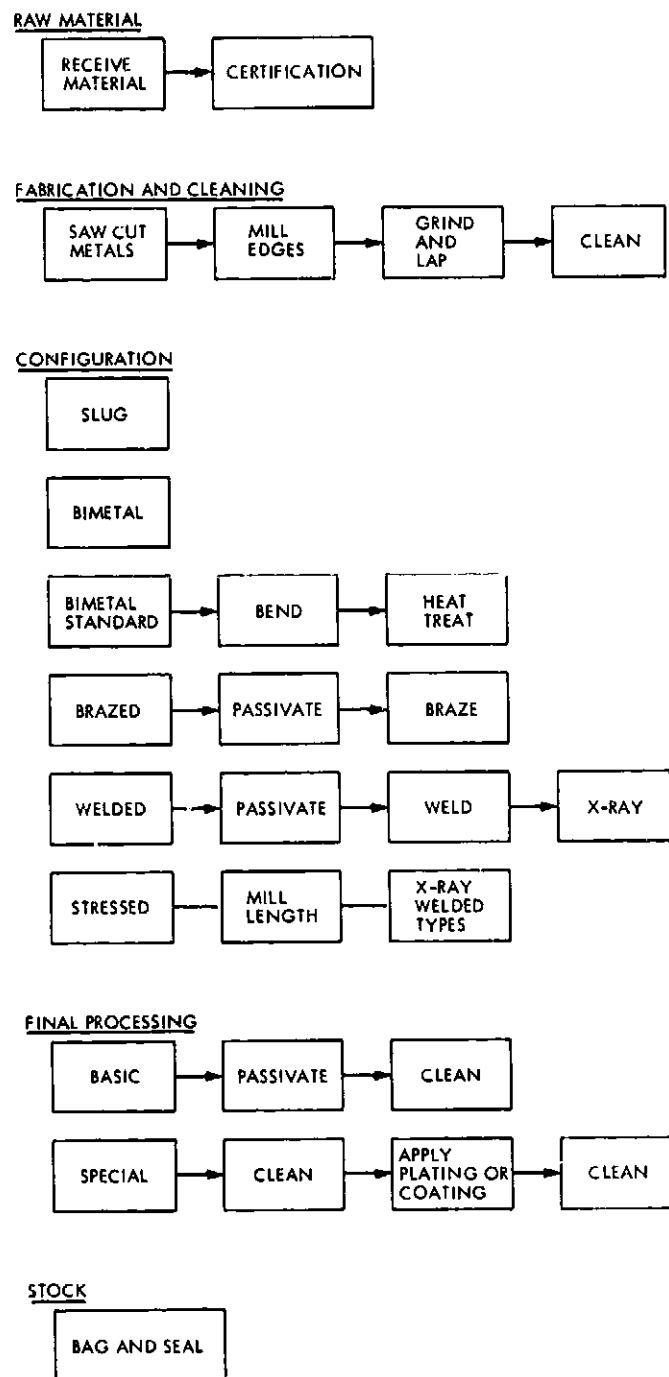 RAW MATERIAL
RECEIVE
MATERIAL
CERTIFICATION
FABRICATION AND CLEANING
SAW CUT
METALS
MILL
EDGES
GRIND
AND
LAP
CLEAN
CONFIGURATION
SLUG
BIMETAL
BIMETAL
STANDARD
BEND
HEAT
TREAT
BRAZED
PASSIVATE
BRAZE
WELDED
PASSIVATE
WELD
X-RAY
STRESSED
MILL
LENGTH
X-RAY
WELDED
TYPES
FINAL PROCESSING
BASIC
PASSIVATE
CLEAN
SPECIAL
CLEAN
APPLY
PLATING OR
COATING
CLEAN
STOCK
BAG AND SEAL